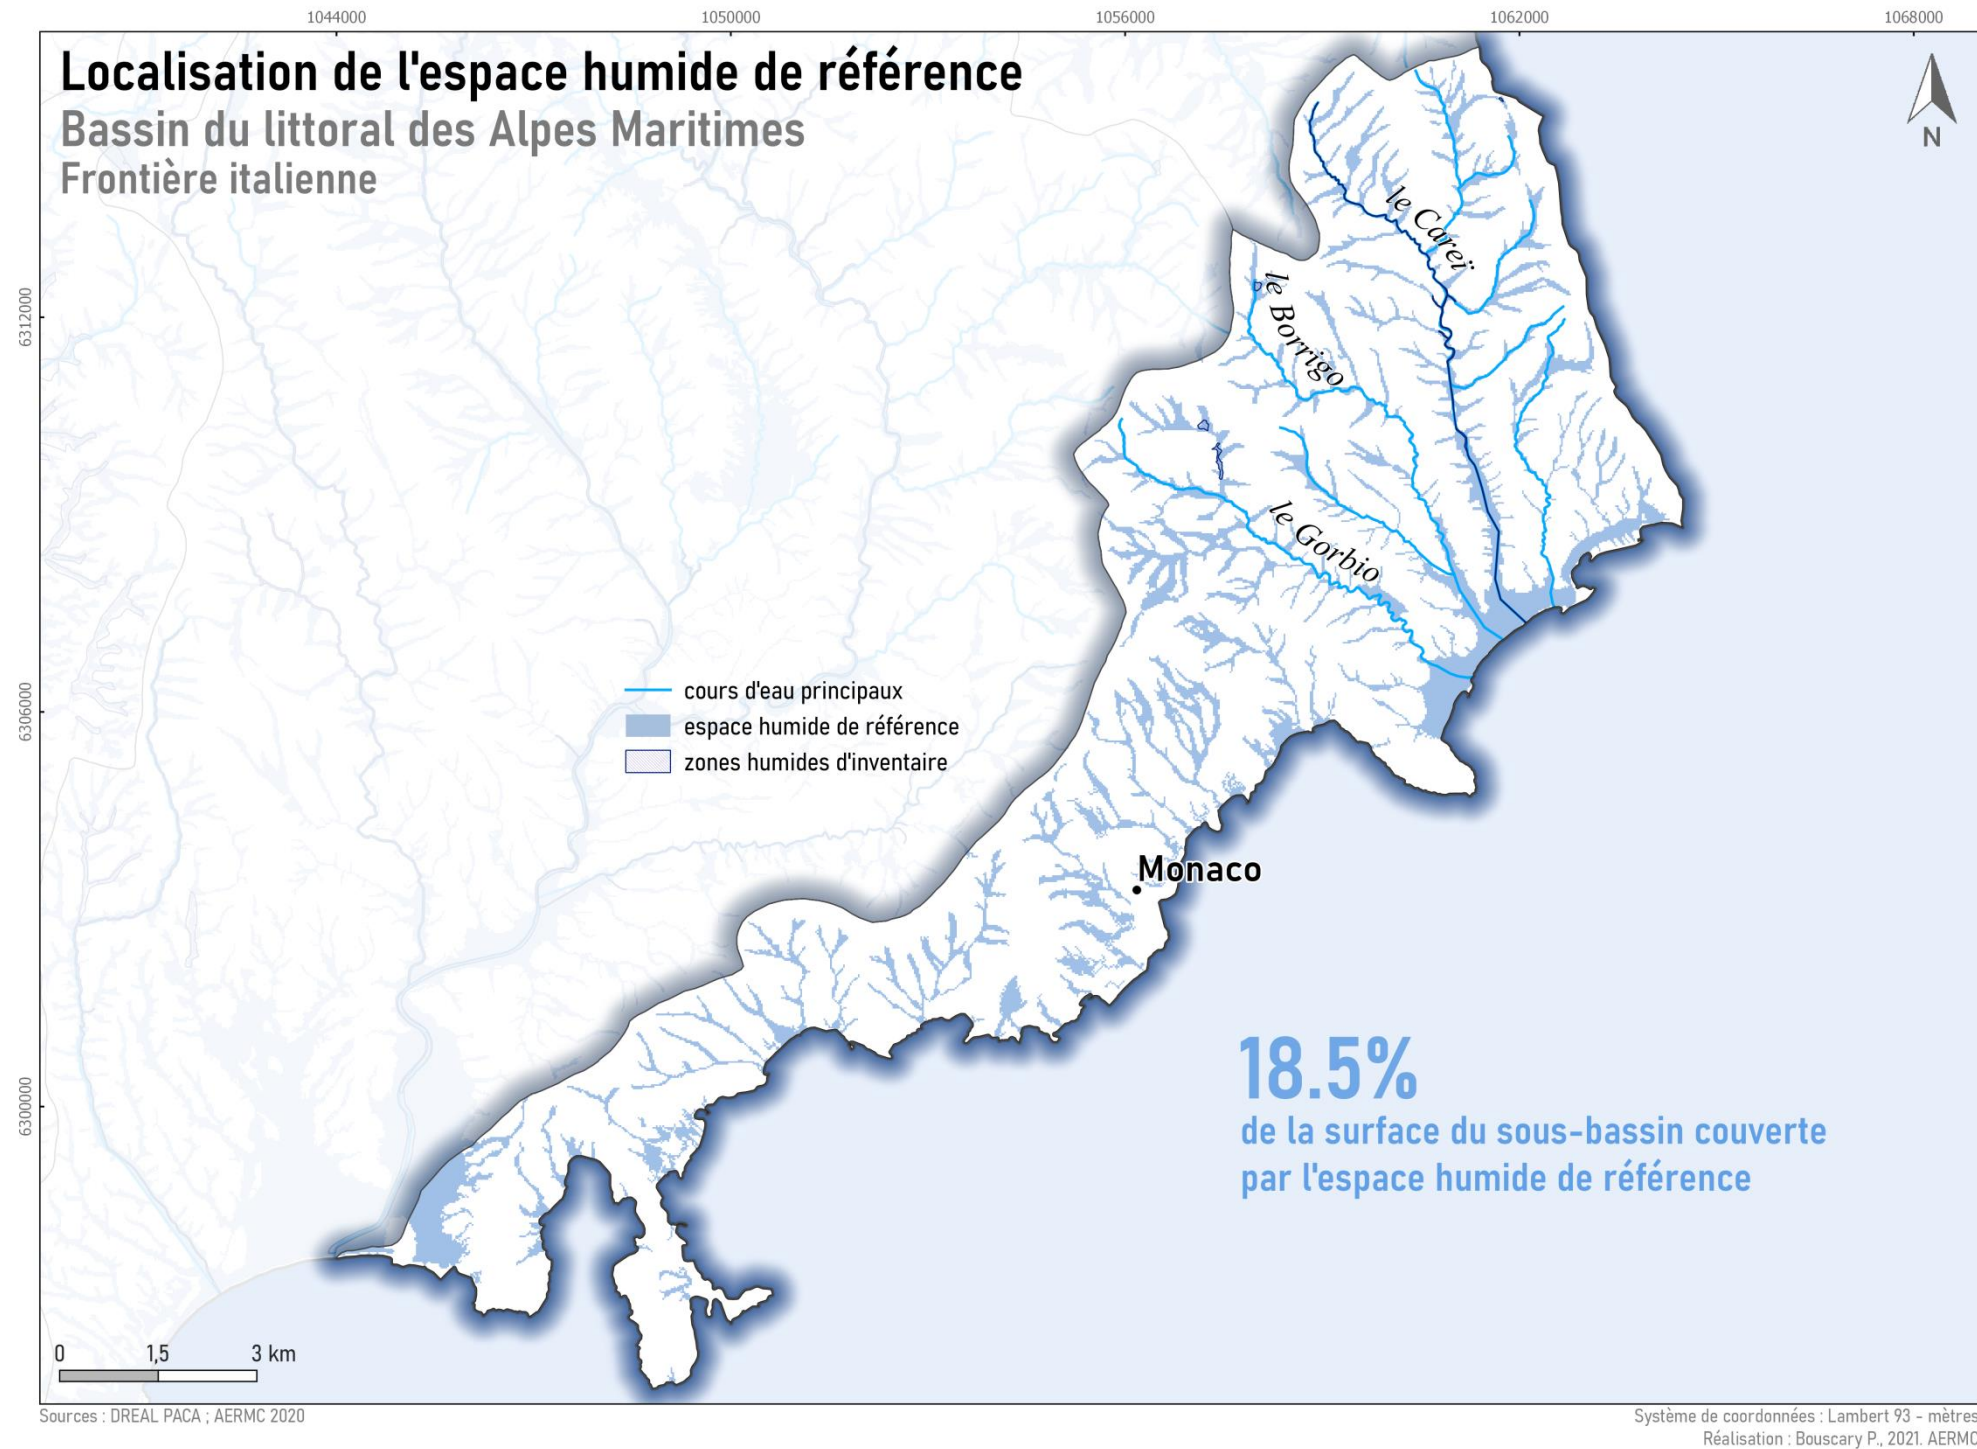 1044000
1050000
1056000
1062000
1068000
Localisation de l'espace humide de référence
Bassin du littoral des Alpes Maritimes
Frontière italienne
N
6312000
6306000
6300000
le Careï
le Borrigo
le Gorbio
cours d'eau principaux
espace humide de référence
zones humides d'inventaire
Monaco
18.5%
de la surface du sous-bassin couverte
par l'espace humide de référence
0 1,5 3 km
Sources : DREAL PACA ; AERMC 2020
Système de coordonnées : Lambert 93 - mètres
Réalisation : Bouscary P., 2021. AERMC